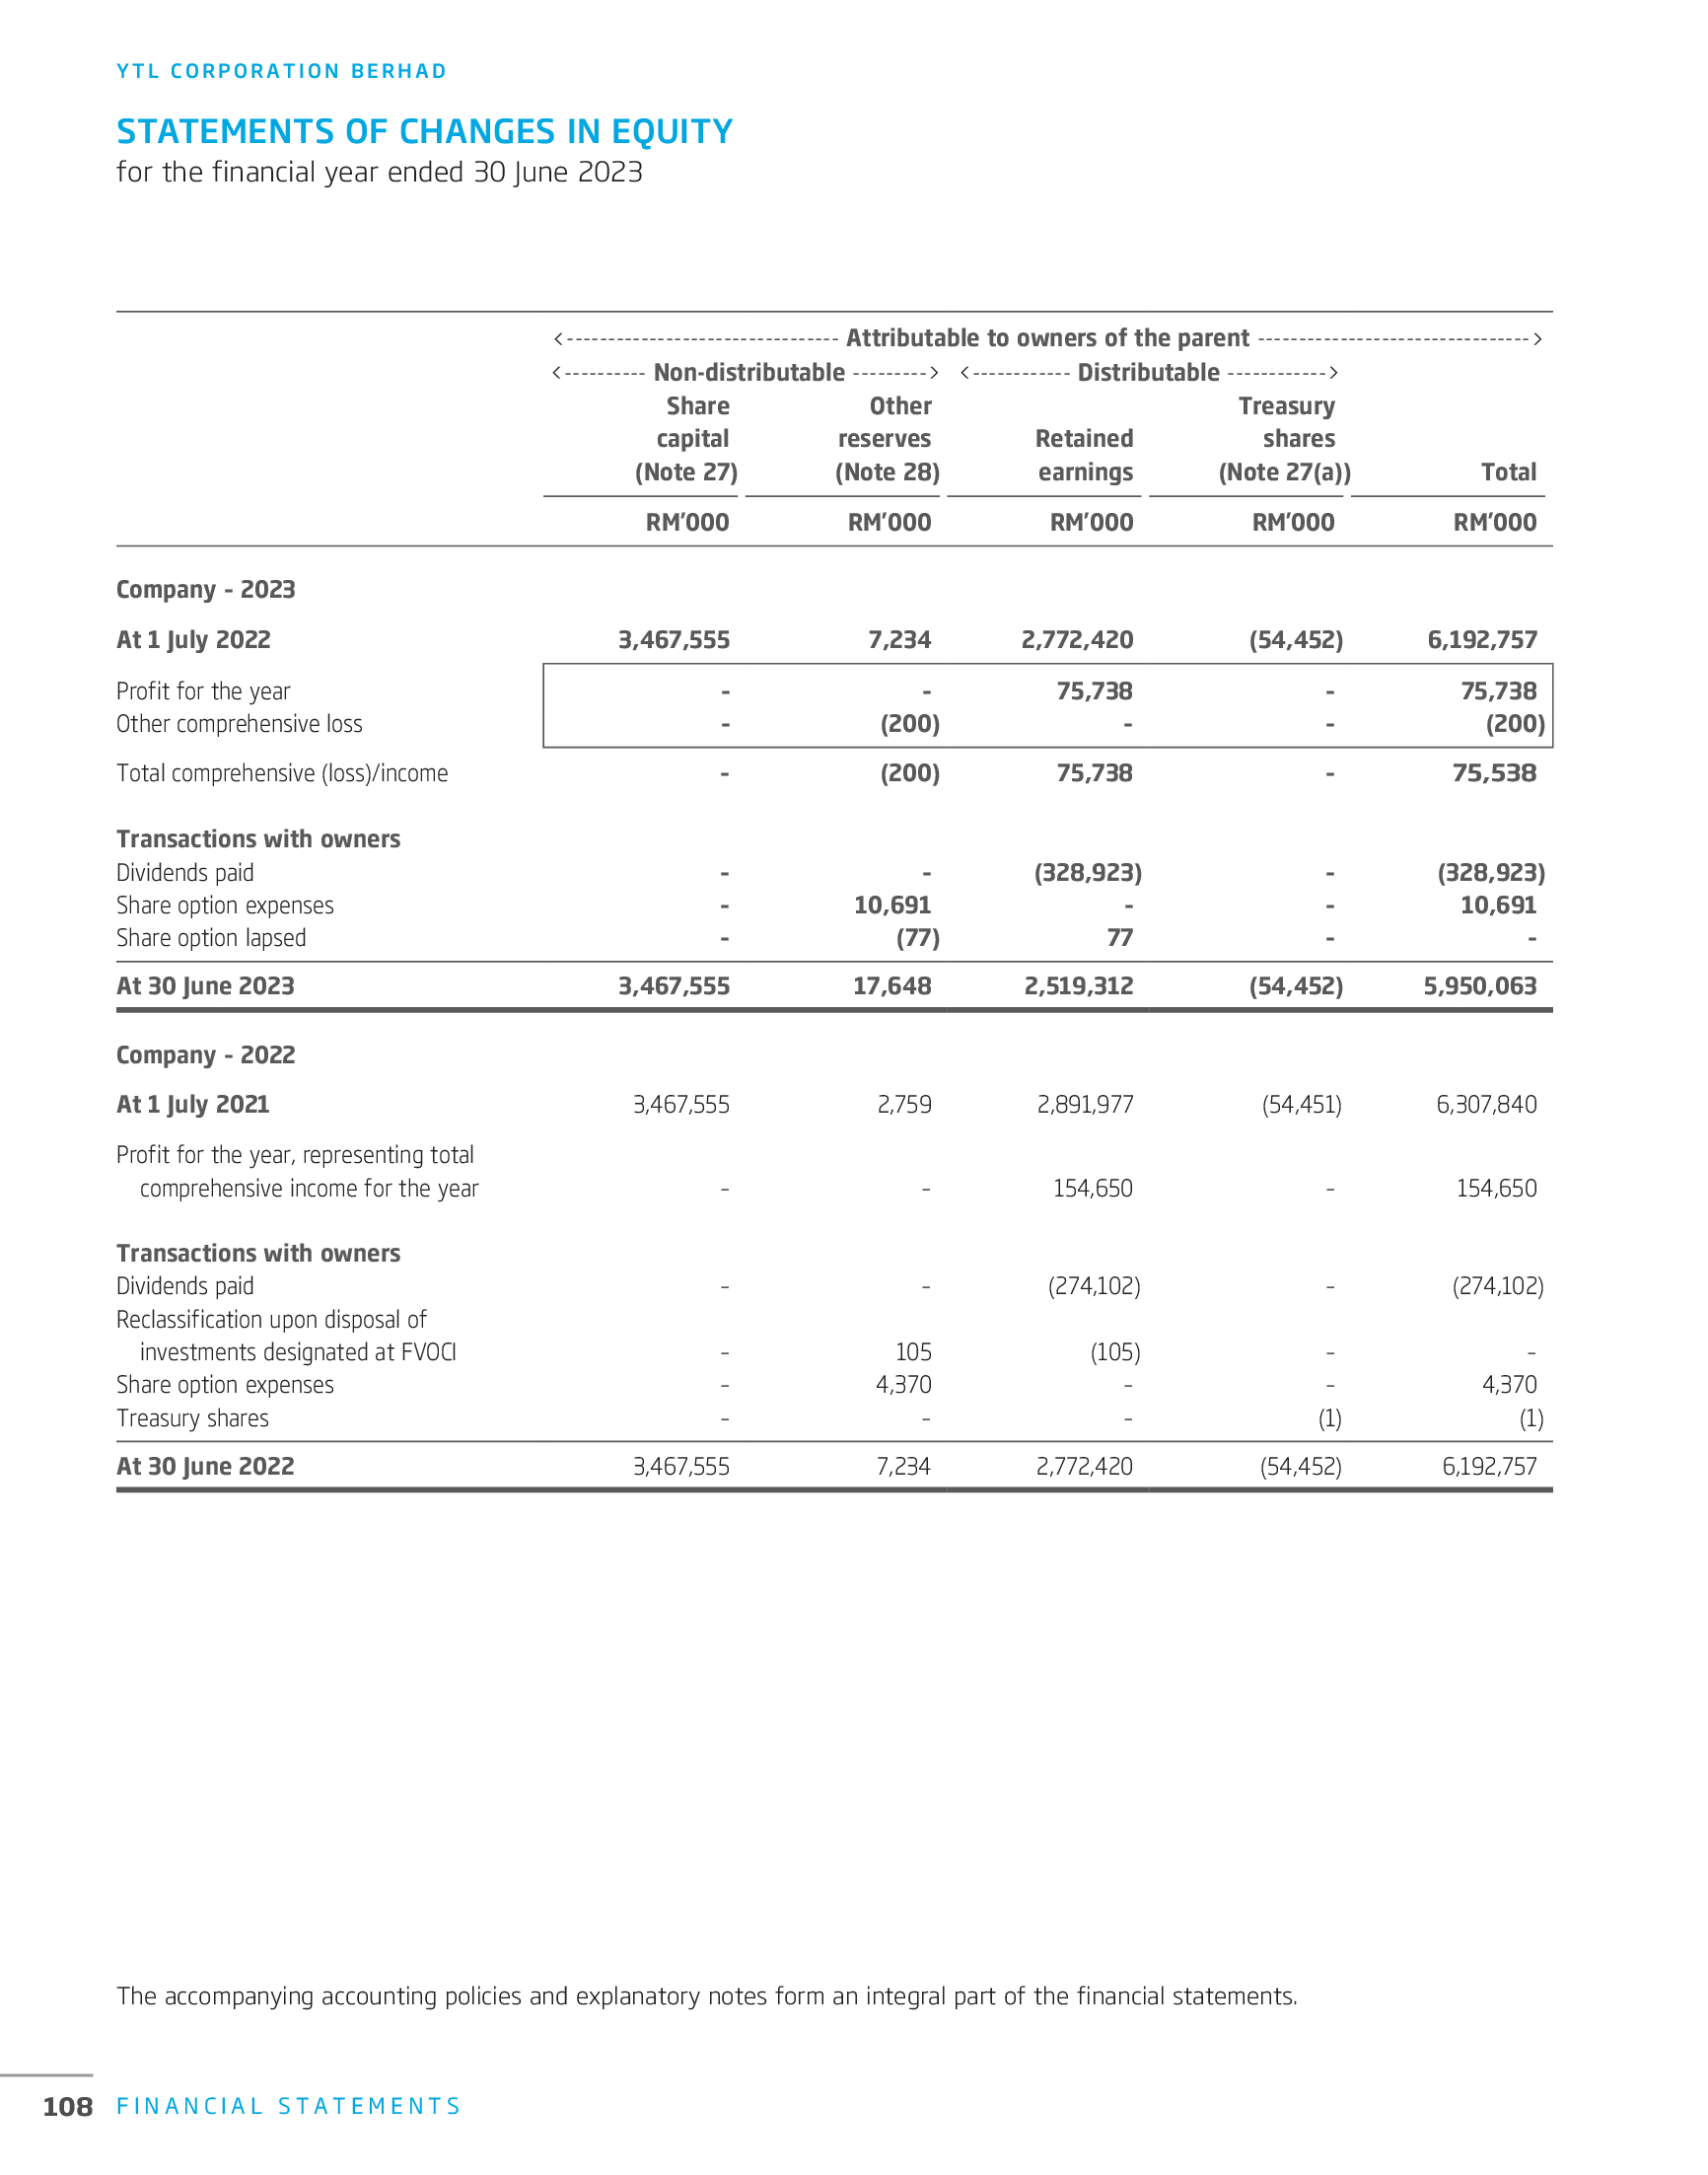 YTL CORPORATION BERHAD
STATEMENTS OF CHANGES IN EQUITY
for the financial year ended 30 June 2023
<--------------------------------- Attributable to owners of the parent --------------------------------->
<---------- Non-distributable ---------> <------------ Distributable ------------>
Share Other Treasury
capital reserves Retained shares
(Note 27) (Note 28) earnings (Note 27(a)) Total
RM'000 RM'000 RM'000 RM'000 RM'000
Company - 2023
At 1 July 2022 3,467,555 7,234 2,772,420 (54,452) 6,192,757
Profit for the year - - 75,738 - 75,738
Other comprehensive loss - (200) - - (200)
Total comprehensive (loss)/income - (200) 75,738 - 75,538
Transactions with owners
Dividends paid - - (328,923) - (328,923)
Share option expenses - 10,691 - - 10,691
Share option lapsed - (77) 77 - -
At 30 June 2023 3,467,555 17,648 2,519,312 (54,452) 5,950,063
Company - 2022
At 1 July 2021 3,467,555 2,759 2,891,977 (54,451) 6,307,840
Profit for the year, representing total
comprehensive income for the year - - 154,650 - 154,650
Transactions with owners
Dividends paid - - (274,102) - (274,102)
Reclassification upon disposal of
investments designated at FVOCI - 105 (105) - -
Share option expenses - 4,370 - - 4,370
Treasury shares - - - (1) (1)
At 30 June 2022 3,467,555 7,234 2,772,420 (54,452) 6,192,757
The accompanying accounting policies and explanatory notes form an integral part of the financial statements.
108 FINANCIAL STATEMENTS